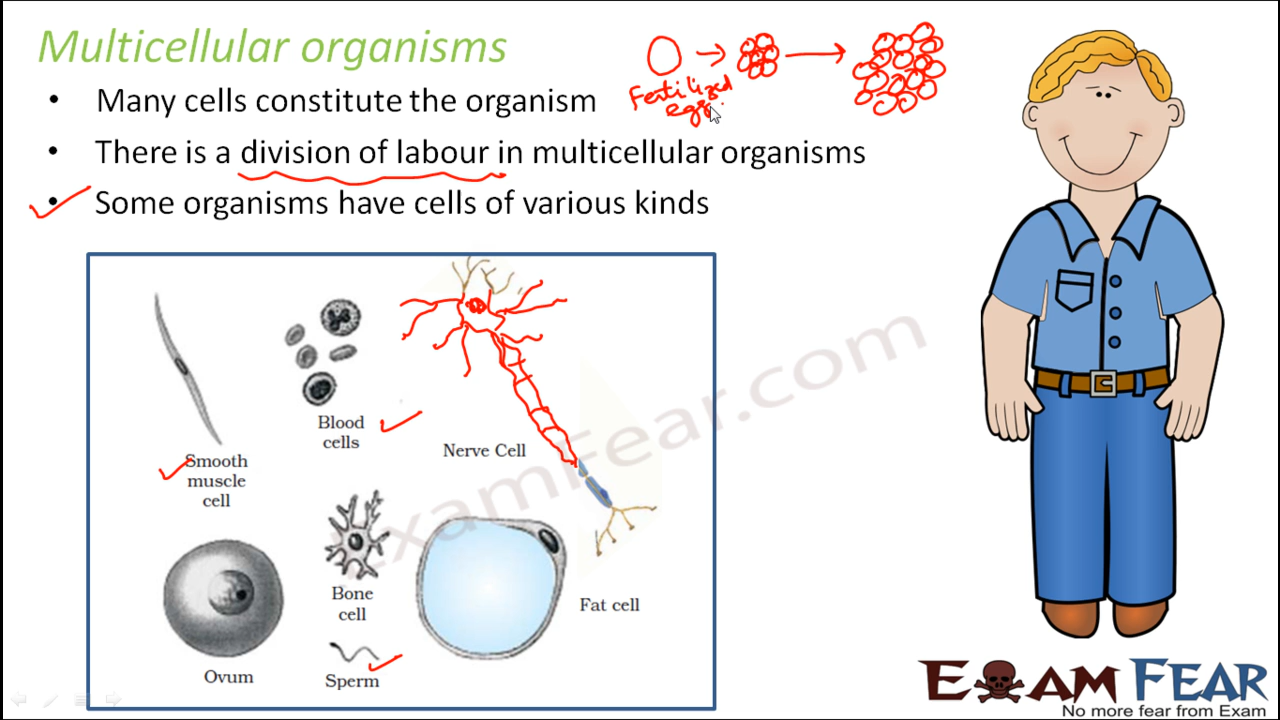 Multicellular organisms
• Many cells constitute the organism
Fertilized
egg.
• There is a division of labour in multicellular organisms
• Some organisms have cells of various kinds
Blood
cells
Nerve Cell
Smooth
muscle
cell
Bone
cell
Fat cell
Ovum
Sperm
ExamFear.com
EXAM FEAR
No more fear from Exam